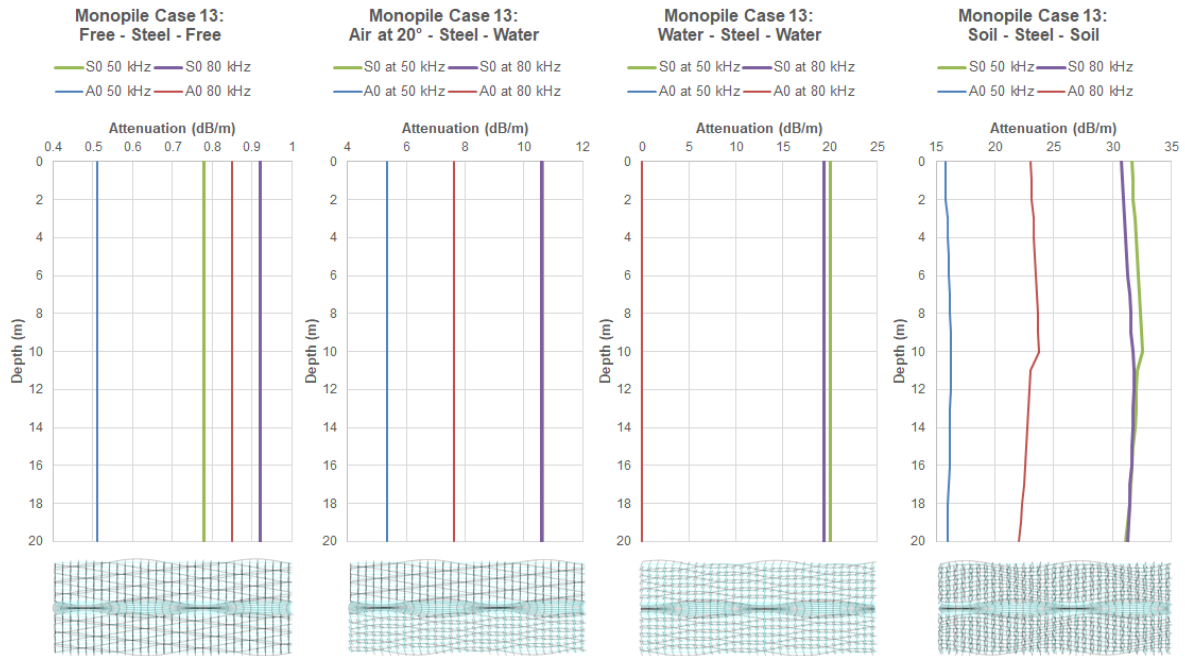 Monopile Case 13:
Free - Steel - Free
S0 50 kHz S0 80 kHz
A0 50 kHz A0 80 kHz
Attenuation (dB/m)
0.4 0.5 0.6 0.7 0.8 0.9 1
0
2
4
6
8
10
12
14
16
18
20
Depth (m)
Monopile Case 13:
Air at 20° - Steel - Water
S0 at 50 kHz S0 at 80 kHz
A0 at 50 kHz A0 at 80 kHz
Attenuation (dB/m)
4 6 8 10 12
0
2
4
6
8
10
12
14
16
18
20
Depth (m)
Monopile Case 13:
Water - Steel - Water
S0 at 50 kHz S0 at 80 kHz
A0 at 50 kHz A0 at 80 kHz
Attenuation (dB/m)
0 5 10 15 20 25
0
2
4
6
8
10
12
14
16
18
20
Depth (m)
Monopile Case 13:
Soil - Steel - Soil
S0 50 kHz S0 80 kHz
A0 50 kHz A0 80 kHz
Attenuation (dB/m)
15 20 25 30 35
0
2
4
6
8
10
12
14
16
18
20
Depth (m)